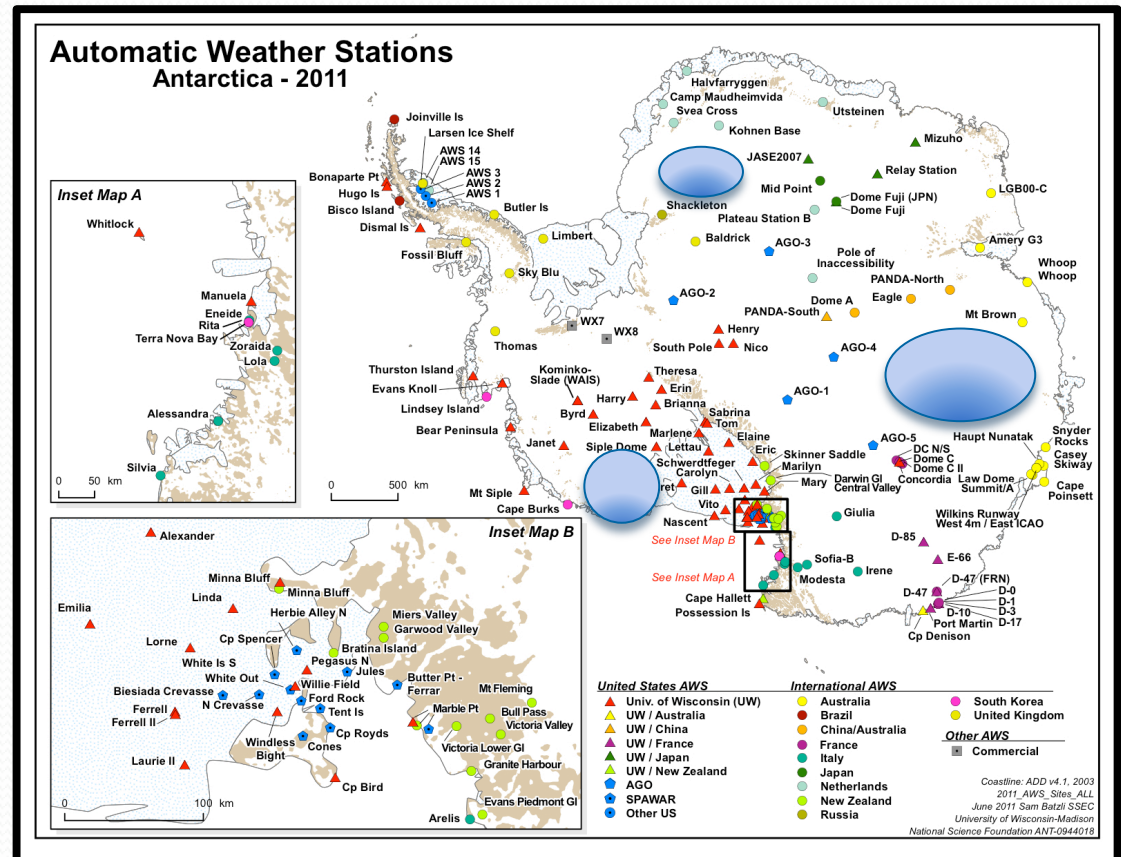 Automatic Weather Stations
Antarctica - 2011
Halvfarryggen
Camp Maudheimvida
Svea Cross
Kohnen Base
Utsteinen
Mizuho
JASE2007
Relay Station
Mid Point
Dome Fuji (JPN)
Dome Fuji
LGB00-C
Shackleton
Plateau Station B
Baldrick
AGO-3
Amery G3
Pole of
Inaccessibility
Whoop
Whoop
PANDA-North
Eagle
Dome A
PANDA-South
Mt Brown
AGO-2
AGO-4
AGO-1
AGO-5
Joinville Is
Larsen Ice Shelf
AWS 14
AWS 15
AWS 3
AWS 2
AWS 1
Bonaparte Pt
Hugo Is
Bisco Island
Dismal Is
Butler Is
Limbert
Fossil Bluff
Sky Blu
WX7
WX8
Thomas
Henry
South Pole
Nico
Thurston Island
Evans Knoll
Lindsey Island
Bear Peninsula
Kominko-
Slade (WAIS)
Byrd
Harry
Theresa
Erin
Brianna
Elizabeth
Sabrina
Tom
Marlene
Janet
Siple Dome
Lettau
Elaine
Eric
Schwerdtfeger
Carolyn
ret
Gill
Vito
Nascent
Mt Siple
Cape Burks
Skinner Saddle
Marilyn
Mary
Darwin Gl
Central Valley
Giulia
DC N/S
Dome C
Dome C II
Concordia
Haupt Nunatak
Snyder
Rocks
Casey
Skiway
Law Dome
Summit/A
Cape
Poinsett
Wilkins Runway
West 4m / East ICAO
See Inset Map B
See Inset Map A
Sofia-B
Modesta
Irene
Cape Hallett
Possession Is
D-85
E-66
D-47 (FRN)
D-47
D-0
D-1
D-3
D-10
D-17
Port Martin
Cp Denison
Inset Map A
Whitlock
Manuela
Eneide
Rita
Terra Nova Bay
Zoraida
Lola
Alessandra
Silvia
0 50 km
0 500 km
Inset Map B
Alexander
Minna Bluff
Minna Bluff
Emilia
Linda
Herbie Alley N
Miers Valley
Garwood Valley
Cp Spencer
Lorne
Bratina Island
White Is S
Pegasus N
Jules
White Out
Willie Field
Butter Pt -
Ferrar
Biesiada Crevasse
N Crevasse
Ford Rock
Tent Is
Mt Fleming
Ferrell
Ferrell II
Marble Pt
Bull Pass
Victoria Valley
Cp Royds
Windless
Bight
Cones
Victoria Lower Gl
Laurie II
Granite Harbour
Cp Bird
Evans Piedmont Gl
Arelis
0 100 km
United States AWS
Univ. of Wisconsin (UW)
UW / Australia
UW / China
UW / France
UW / Japan
UW / New Zealand
AGO
SPAWAR
Other US
International AWS
Australia
Brazil
China/Australia
France
Italy
Japan
Netherlands
New Zealand
Russia
South Korea
United Kingdom
Other AWS
Commercial
Coastline: ADD v4.1, 2003
2011_AWS_Sites_ALL
June 2011 Sam Batzli SSEC
University of Wisconsin-Madison
National Science Foundation ANT-0944018